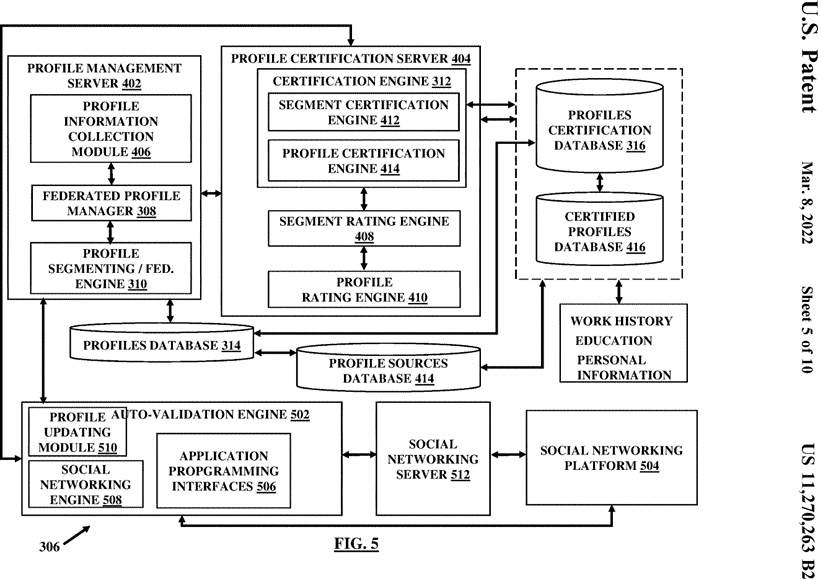 U.S. Patent
Mar. 8, 2022
Sheet 5 of 10
US 11,270,263 B2
PROFILE MANAGEMENT
SERVER 402
PROFILE
INFORMATION
COLLECTION
MODULE 406
FEDERATED PROFILE
MANAGER 308
PROFILE
SEGMENTING / FED.
ENGINE 310
PROFILE CERTIFICATION SERVER 404
CERTIFICATION ENGINE 312
SEGMENT CERTIFICATION
ENGINE 412
PROFILE CERTIFICATION
ENGINE 414
SEGMENT RATING ENGINE
408
PROFILE
RATING ENGINE 410
PROFILES
CERTIFICATION
DATABASE 316
CERTIFIED
PROFILES
DATABASE 416
WORK HISTORY
EDUCATION
PERSONAL
INFORMATION
PROFILES DATABASE 314
PROFILE SOURCES
DATABASE 414
AUTO-VALIDATION ENGINE 502
PROFILE
UPDATING
MODULE 510
SOCIAL
NETWORKING
ENGINE 508
APPLICATION
PROPGRAMMING
INTERFACES 506
SOCIAL
NETWORKING
SERVER 512
SOCIAL NETWORKING
PLATFORM 504
306
FIG. 5